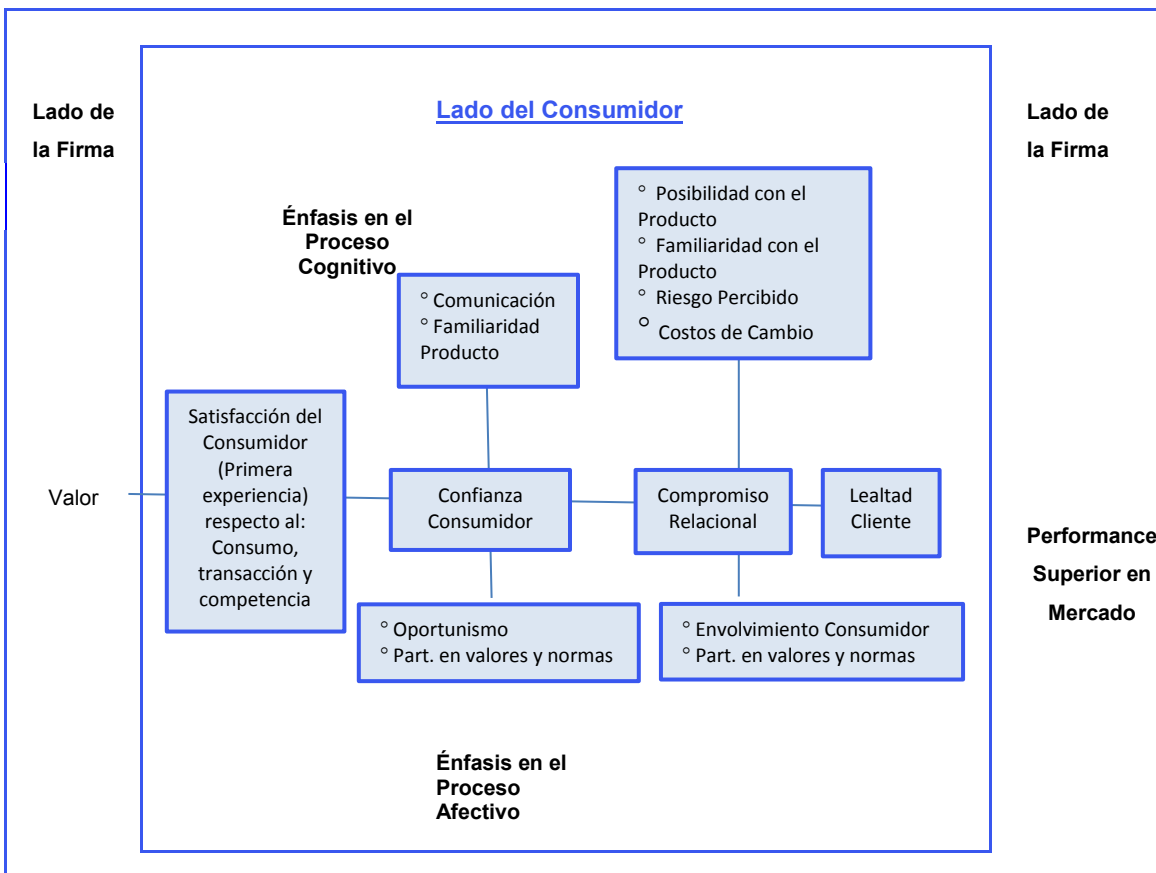 Lado de
la Firma
Lado del Consumidor
Lado de
la Firma
Énfasis en el
Proceso
Cognitivo
° Comunicación
° Familiaridad
Producto
° Posibilidad con el
Producto
° Familiaridad con el
Producto
° Riesgo Percibido
° Costos de Cambio
Valor
Satisfacción del
Consumidor
(Primera
experiencia)
respecto al:
Consumo,
transacción y
competencia
Confianza
Consumidor
Compromiso
Relacional
Lealtad
Cliente
Performance
Superior en
Mercado
° Oportunismo
° Part. en valores y normas
° Envolvimiento Consumidor
° Part. en valores y normas
Énfasis en el
Proceso
Afectivo